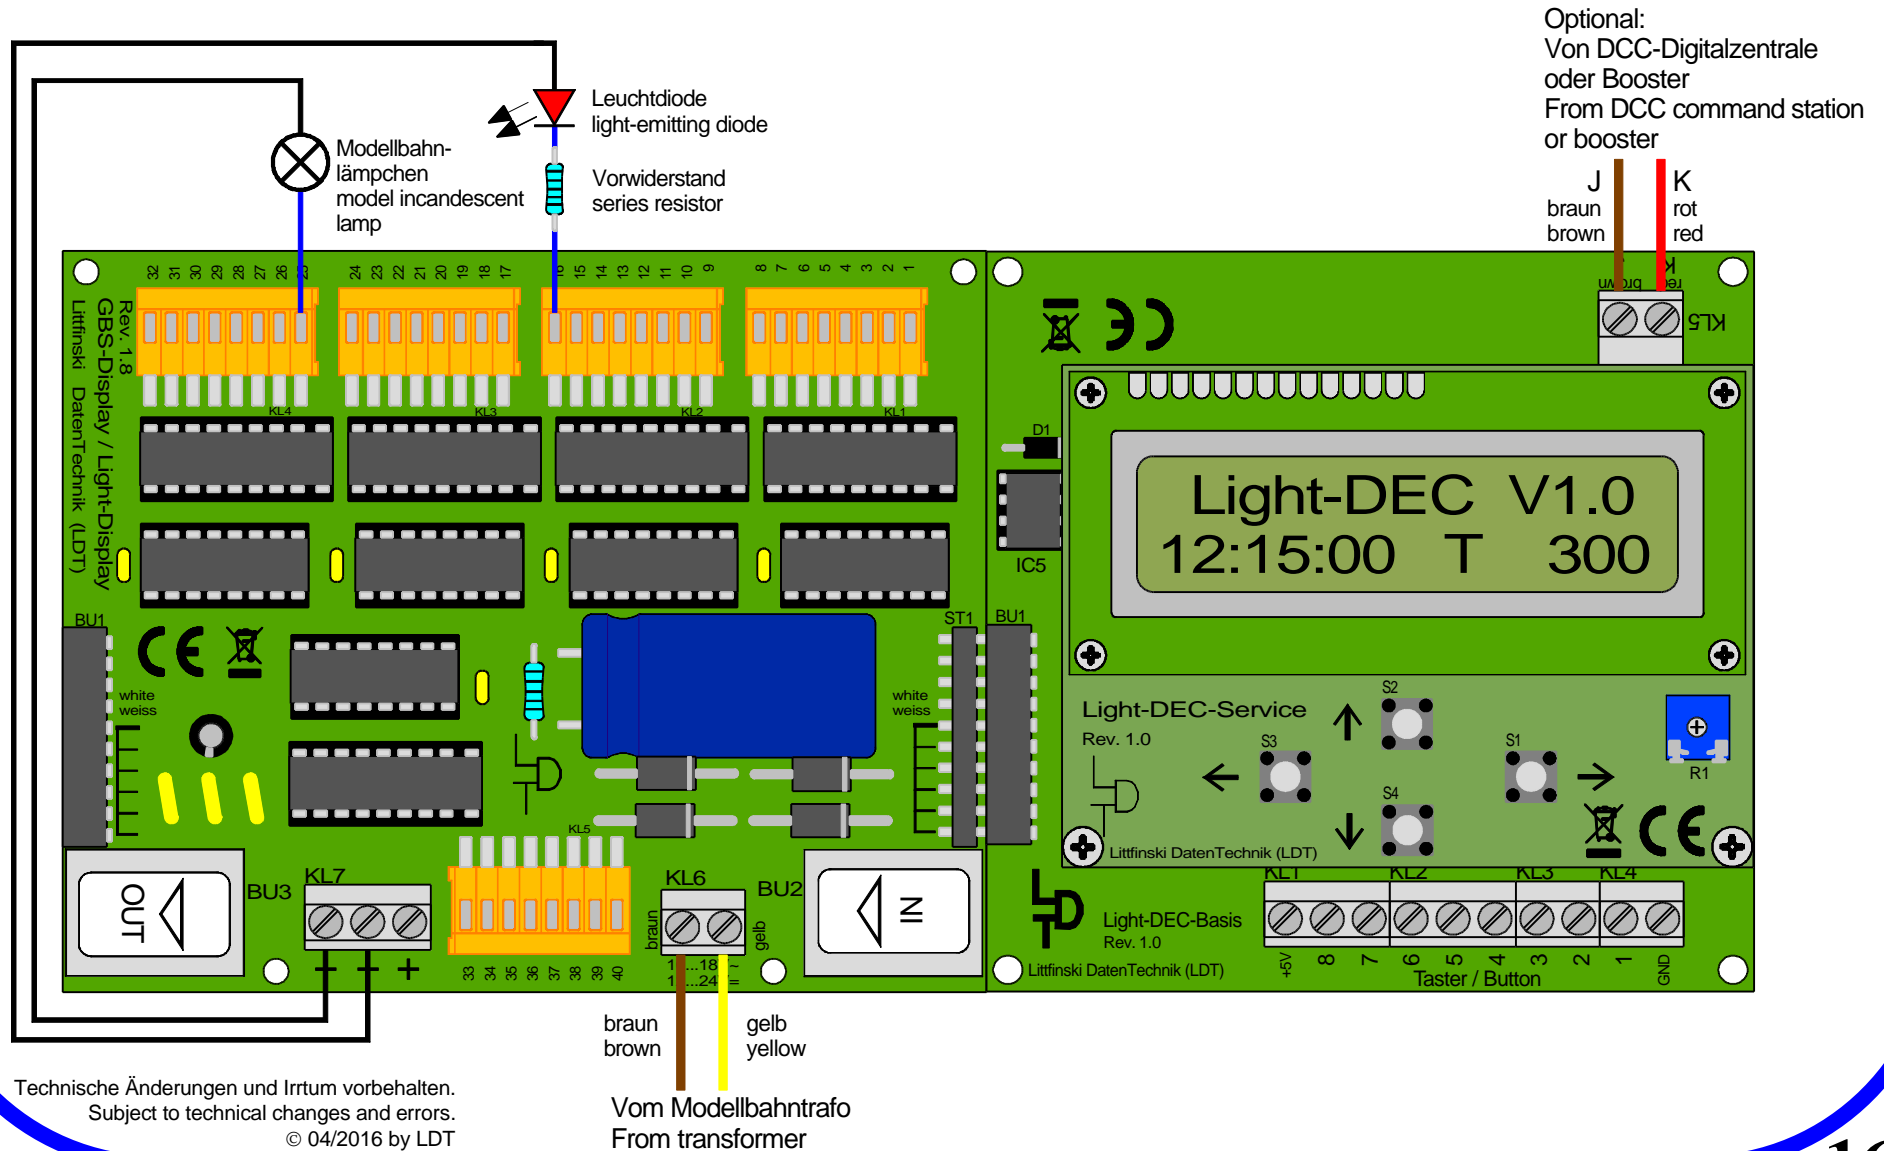 Optional:
Von DCC-Digitalzentrale
oder Booster
From DCC command station
or booster
J
braun
brown
K
rot
red
Leuchtdiode
light-emitting diode
Modellbahn-
lämpchen
model incandescent
lamp
Vorwiderstand
series resistor
32 31 30 29 28 27 26 25
24 23 22 21 20 19 18 17
16 15 14 13 12 11 10 9
8 7 6 5 4 3 2 1
brown
K
red
KL5
Rev. 1.8
GBS-Display / Light-Display
Littfinski DatenTechnik (LDT)
KL4
KL3
KL2
KL1
D1
IC5
Light-DEC V1.0
12:15:00 T 300
BU1
CE
white
weiss
white
weiss
ST1
BU1
CE
Light-DEC-Service
Rev. 1.0
S2
S3
S1
S4
R1
Littfinski DatenTechnik (LDT)
CE
OUT
BU3
KL7
- - +
KL5
33 34 35 36 37 38 39 40
KL6
braun
gelb
BU2
IN
KL1
KL2
KL3
KL4
LDT
Light-DEC-Basis
Rev. 1.0
Littfinski DatenTechnik (LDT)
+5V 8 7 6 5 4 3 2 1 GND
Taster / Button
braun
brown
gelb
yellow
Vom Modellbahntrafo
From transformer
Technische Änderungen und Irrtum vorbehalten.
Subject to technical changes and errors.
© 04/2016 by LDT